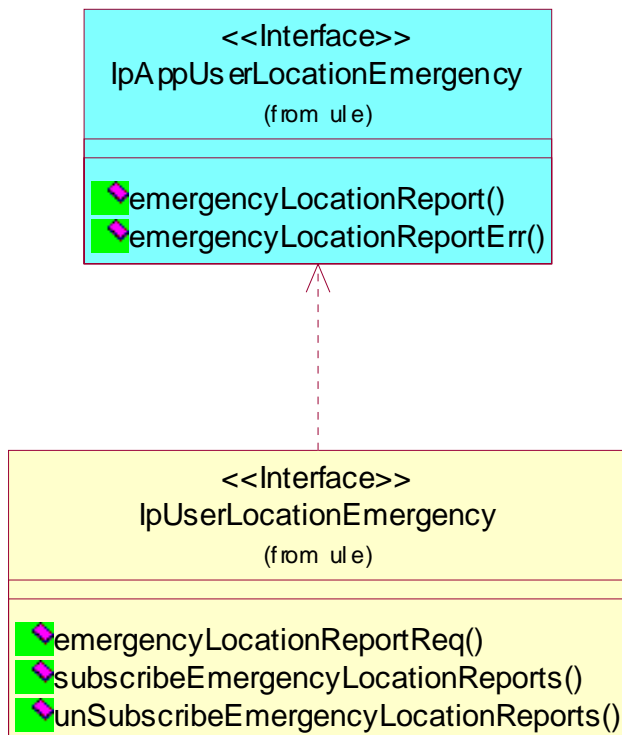 <<Interface>>
IpAppUserLocationEmergency
(from ule)
emergencyLocationReport()
emergencyLocationReportErr()
<<Interface>>
IpUserLocationEmergency
(from ule)
emergencyLocationReportReq()
subscribeEmergencyLocationReports()
unSubscribeEmergencyLocationReports()